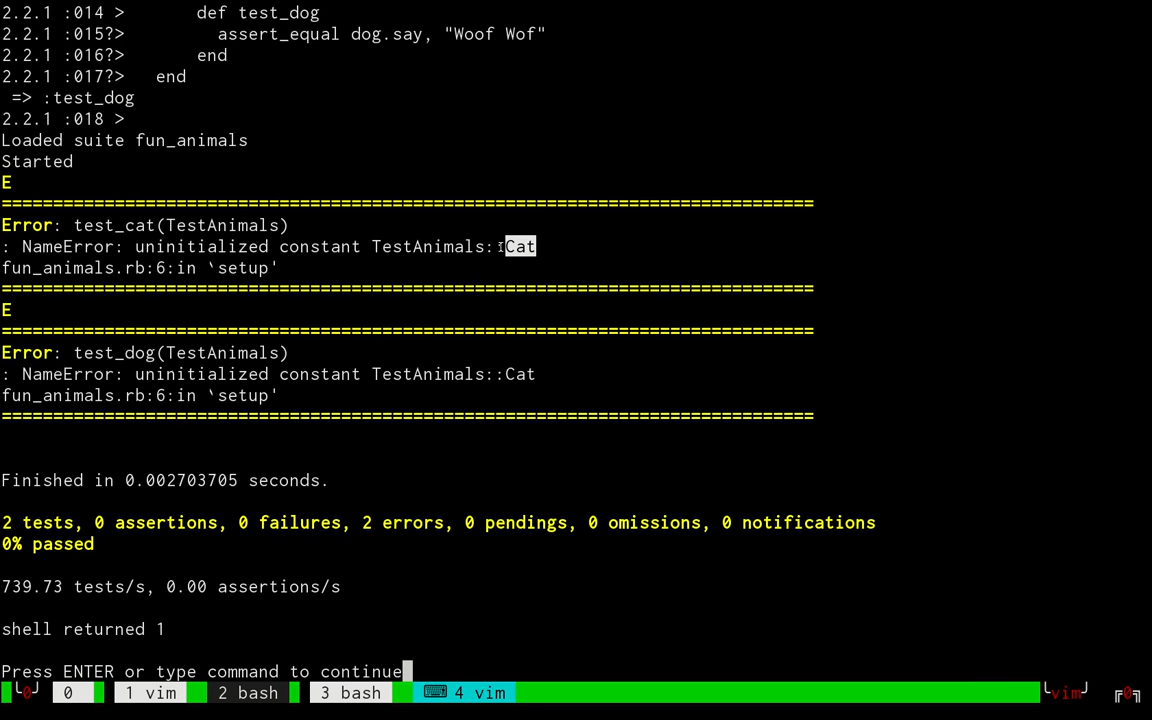 2.2.1 :014 >       def test_dog
2.2.1 :015?>         assert_equal dog.say, "Woof Wof"
2.2.1 :016?>       end
2.2.1 :017?>   end
 => :test_dog
2.2.1 :018 >
Loaded suite fun_animals
Started
E
===============================================================================
Error: test_cat(TestAnimals)
: NameError: uninitialized constant TestAnimals::Cat
fun_animals.rb:6:in `setup'
===============================================================================
E
===============================================================================
Error: test_dog(TestAnimals)
: NameError: uninitialized constant TestAnimals::Cat
fun_animals.rb:6:in `setup'
===============================================================================
Finished in 0.002703705 seconds.
2 tests, 0 assertions, 0 failures, 2 errors, 0 pendings, 0 omissions, 0 notifications
0% passed
739.73 tests/s, 0.00 assertions/s
shell returned 1
Press ENTER or type command to continue
0 0 1 vim 2 bash 3 bash 4 vim vim 0